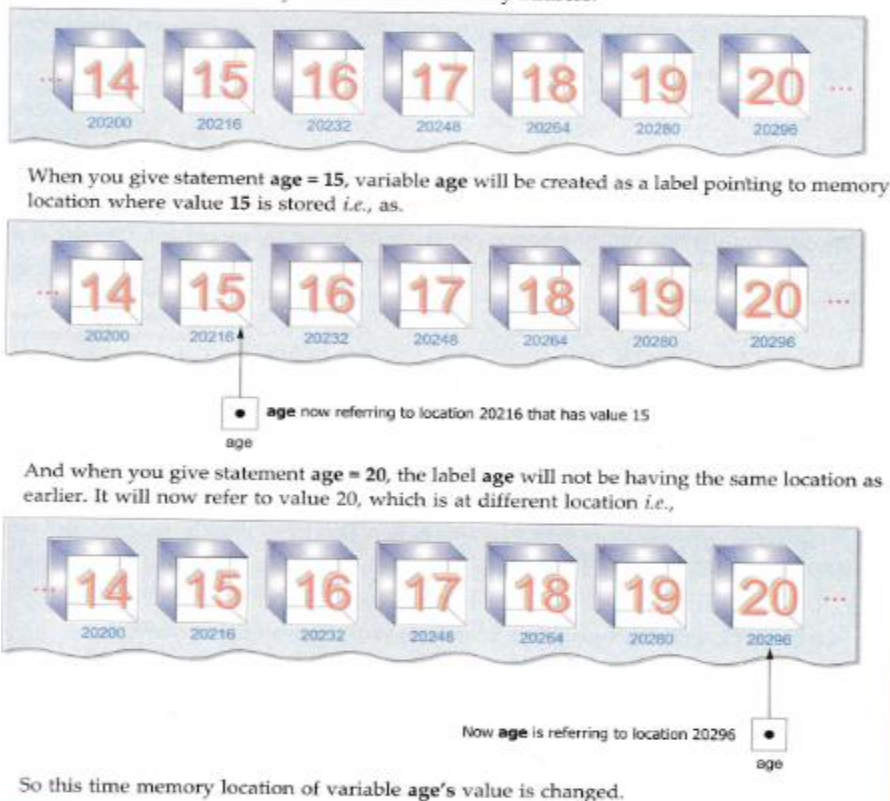 ... 14 15 16 17 18 19 20 ...
20200 20216 20232 20248 20264 20280 20296
When you give statement age = 15, variable age will be created as a label pointing to memory
location where value 15 is stored i.e., as.
... 14 15 16 17 18 19 20 ...
20200 20216 20232 20248 20264 20280 20296
age now referring to location 20216 that has value 15
age
And when you give statement age = 20, the label age will not be having the same location as
earlier. It will now refer to value 20, which is at different location i.e.,
... 14 15 16 17 18 19 20 ...
20200 20216 20232 20248 20264 20280 20296
Now age is referring to location 20296
age
So this time memory location of variable age's value is changed.